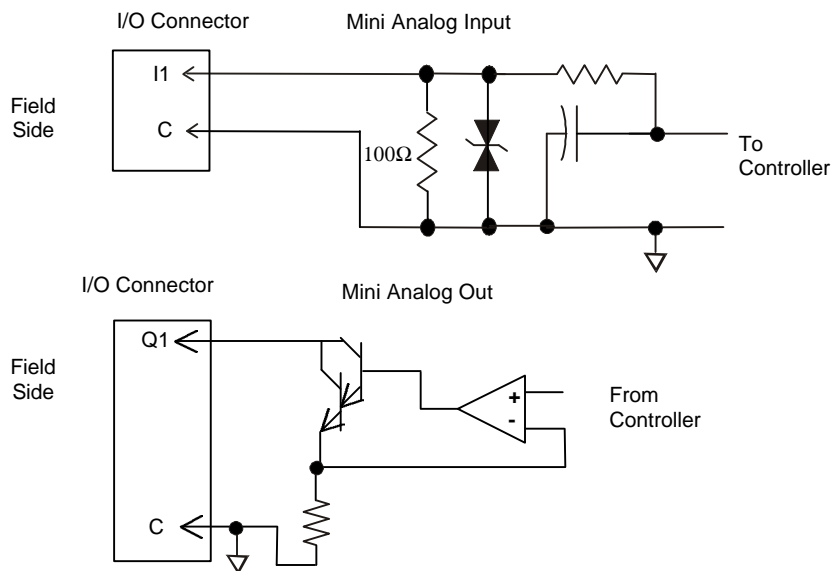 I/O Connector
Mini Analog Input
I1
Field
Side
C
100Ω
To
Controller
I/O Connector
Mini Analog Out
Q1
Field
Side
+
-
From
Controller
C